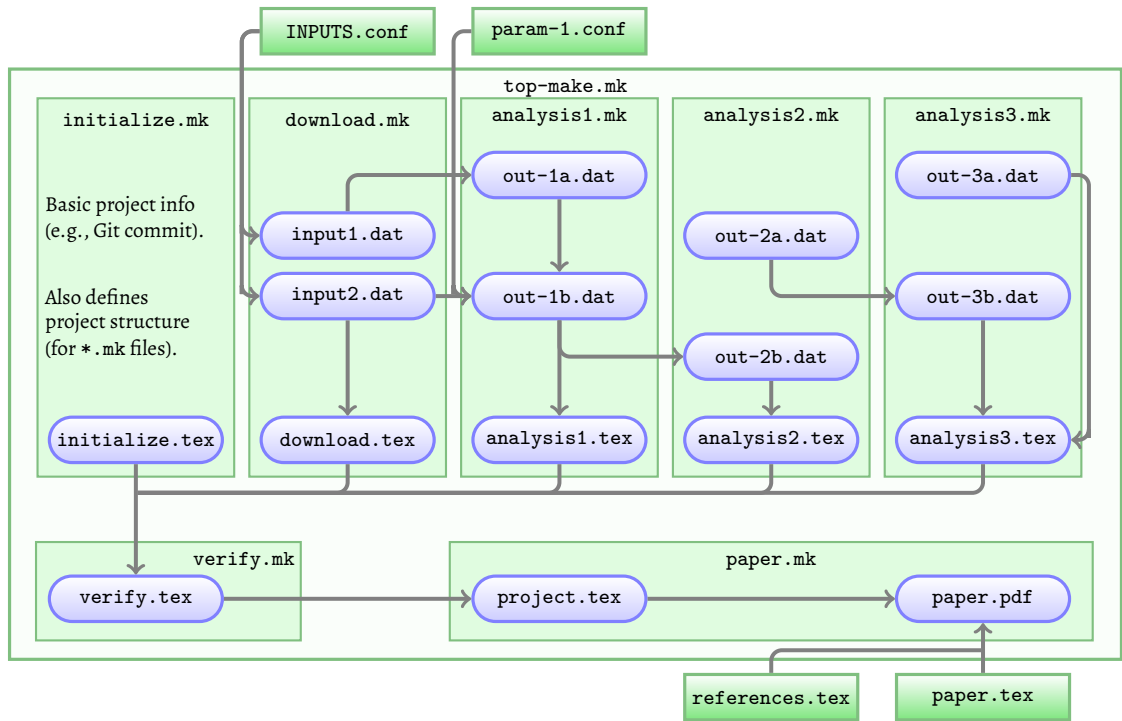 INPUTS.conf
param-1.conf
top-make.mk
initialize.mk
download.mk
analysis1.mk
analysis2.mk
analysis3.mk
Basic project info
(e.g., Git commit).
Also defines
project structure
(for *.mk files).
out-1a.dat
out-3a.dat
input1.dat
out-2a.dat
input2.dat
out-1b.dat
out-3b.dat
out-2b.dat
initialize.tex
download.tex
analysis1.tex
analysis2.tex
analysis3.tex
verify.mk
paper.mk
verify.tex
project.tex
paper.pdf
references.tex
paper.tex